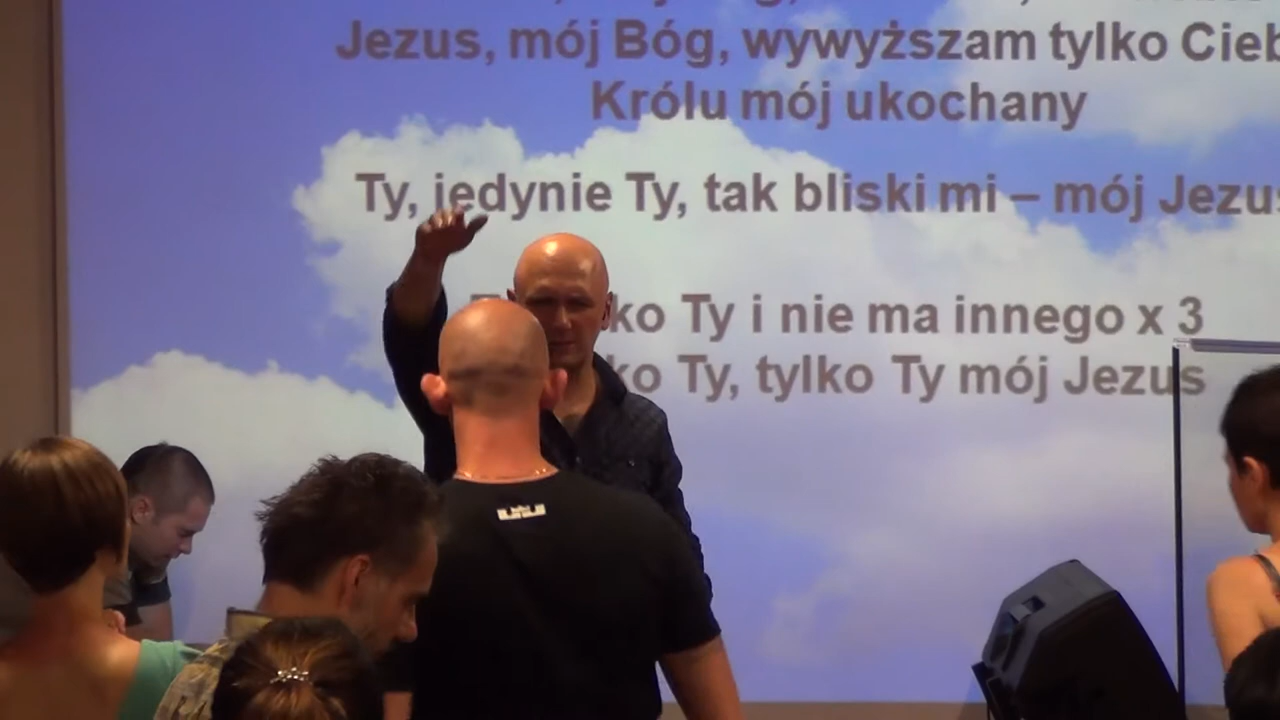 Jezus, mój Bóg, wywyższam tylko Cieb
Królu mój ukochany
Ty, jedynie Ty, tak bliski mi – mój Jezus
ko Ty i nie ma innego x 3
ko Ty, tylko Ty mój Jezus